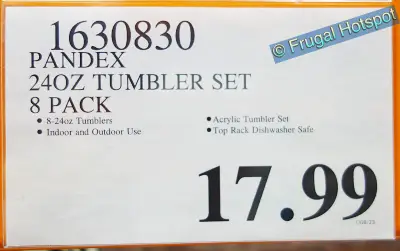 © Frugal Hotspot
1630830
PANDEX
24OZ TUMBLER SET
8 PACK
• 8-24oz Tumblers
• Indoor and Outdoor Use
• Acrylic Tumbler Set
• Top Rack Dishwasher Safe
17.99